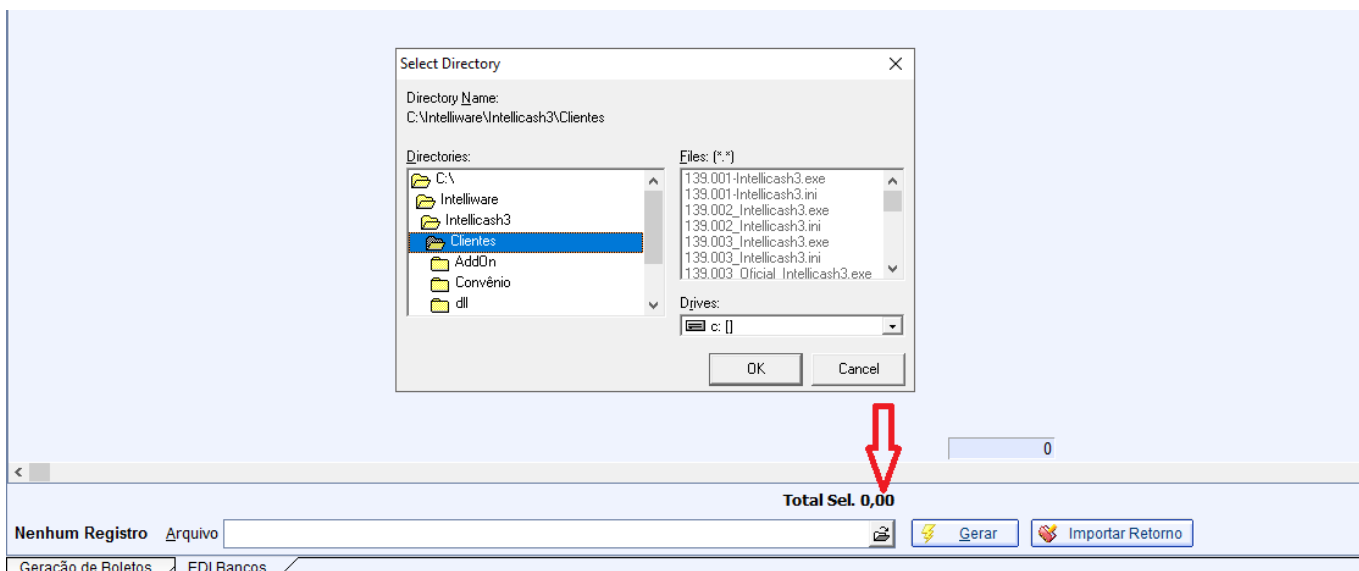 Select Directory
Directory Name:
C:\Intelliware\Intellicash3\Clientes
Directories:
C:\
Intelliware
Intellicash3
Clientes
AddOn
Convênio
dll
Files: (*.*)
139.001-Intellicash3.exe
139.001-Intellicash3.ini
139.002_Intellicash3.exe
139.002_Intellicash3.ini
139.003_Intellicash3.exe
139.003_Intellicash3.ini
139.003_Oficial_Intellicash3.exe
Drives:
c: []
OK Cancel
0
Total Sel. 0,00
Nenhum Registro Arquivo Gerar Importar Retorno
Geração de Boletos EDI Bancos